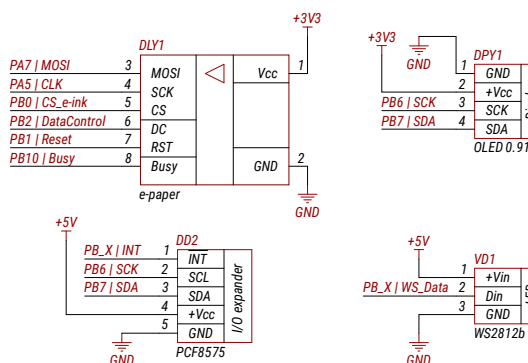 DLY1
+3V3
PA7 | MOSI 3 MOSI Vcc 1
PA5 | CLK 4 SCK
PB0 | CS_e-ink 5 CS
PB2 | DataControl 6 DC
PB1 | Reset 7 RST
PB10 | Busy 8 Busy GND 2
e-paper
GND
+3V3
GND
DPY1
1 GND
2 +Vcc
PB6 | SCK 3 SCK
PB7 | SDA 4 SDA
OLED 0.91
+5V
DD2
PB_X | INT 1 INT
PB6 | SCK 2 SCL
PB7 | SDA 3 SDA
4 +Vcc
5 GND
I/O expander
GND
PCF8575
+5V
VD1
1 +Vin
PB_X | WS_Data 2 Din
3 GND
GND
WS2812b